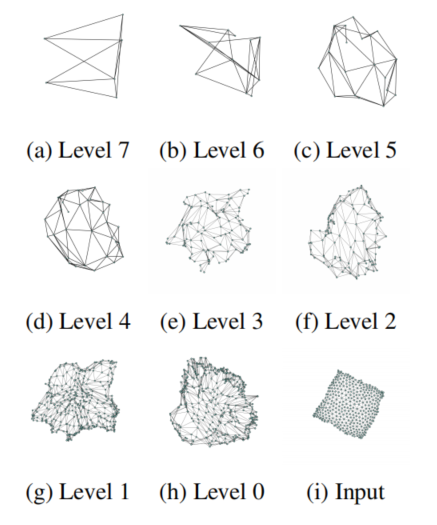 (a) Level 7 (b) Level 6 (c) Level 5
(d) Level 4 (e) Level 3 (f) Level 2
(g) Level 1 (h) Level 0 (i) Input